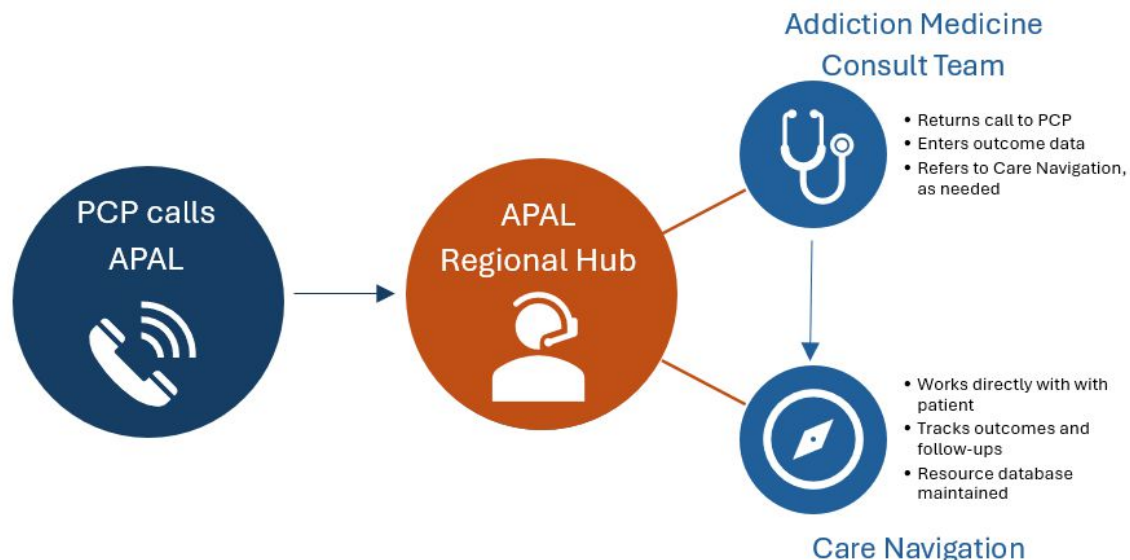 Addiction Medicine
Consult Team
• Returns call to PCP
• Enters outcome data
• Refers to Care Navigation,
as needed
PCP calls
APAL
APAL
Regional Hub
• Works directly with with
patient
• Tracks outcomes and
follow-ups
• Resource database
maintained
Care Navigation